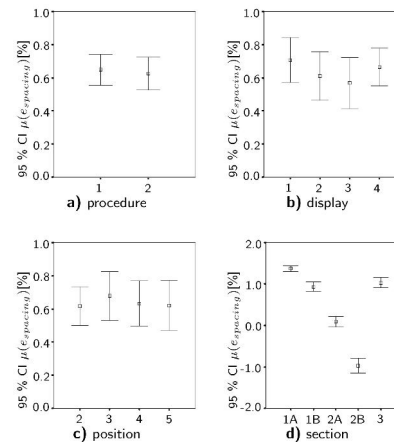 95 % CI μ(e_spacing)[%]
1.0
0.8
0.6
0.4
0.2
0.0
1 2
a) procedure
95 % CI μ(e_spacing)[%]
1.0
0.8
0.6
0.4
0.2
0.0
1 2 3 4
b) display
95 % CI μ(e_spacing)[%]
1.0
0.8
0.6
0.4
0.2
0.0
2 3 4 5
c) position
95 % CI μ(e_spacing)[%]
2.0
1.0
0.0
-1.0
-2.0
1A 1B 2A 2B 3
d) section